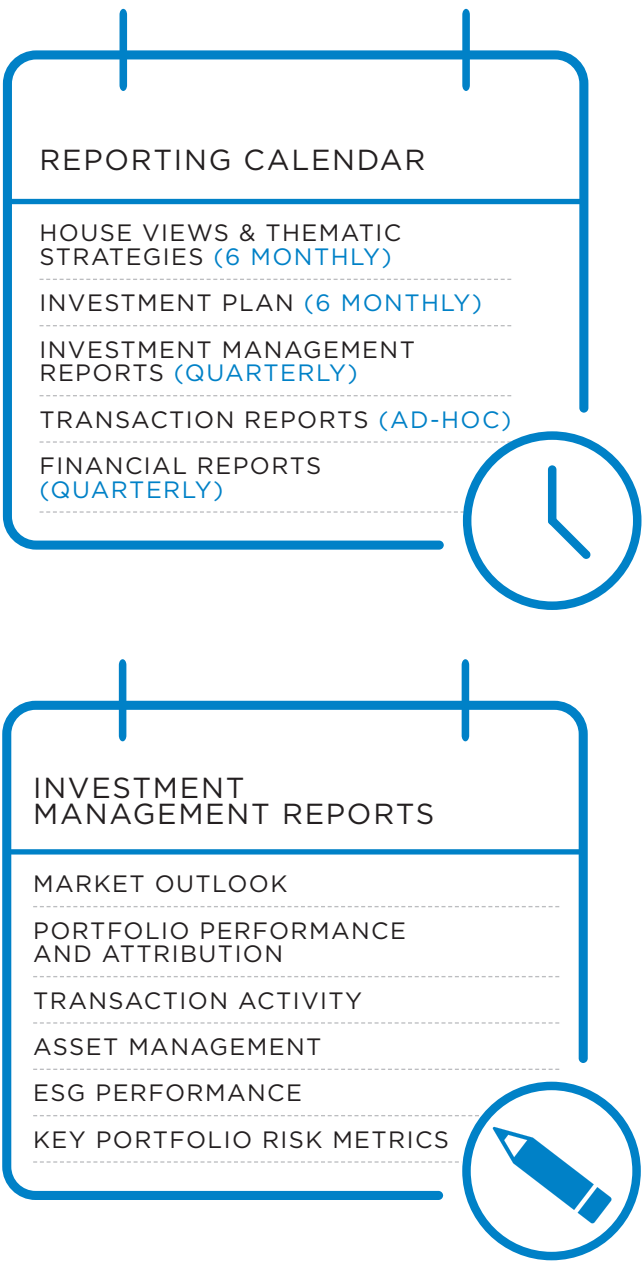 REPORTING CALENDAR
HOUSE VIEWS & THEMATIC
STRATEGIES (6 MONTHLY)
INVESTMENT PLAN (6 MONTHLY)
INVESTMENT MANAGEMENT
REPORTS (QUARTERLY)
TRANSACTION REPORTS (AD-HOC)
FINANCIAL REPORTS
(QUARTERLY)
INVESTMENT
MANAGEMENT REPORTS
MARKET OUTLOOK
PORTFOLIO PERFORMANCE
AND ATTRIBUTION
TRANSACTION ACTIVITY
ASSET MANAGEMENT
ESG PERFORMANCE
KEY PORTFOLIO RISK METRICS